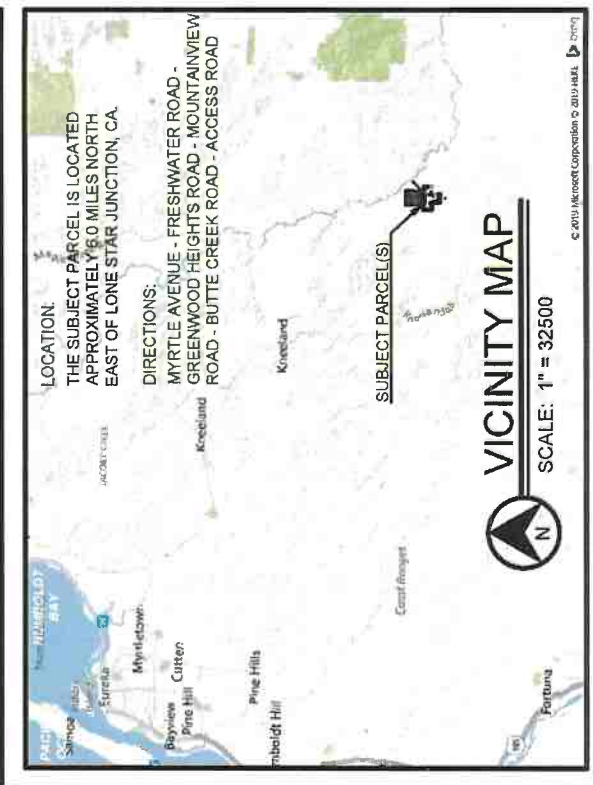 LOCATION:
THE SUBJECT PARCEL IS LOCATED
APPROXIMATELY 6.0 MILES NORTH
EAST OF LONE STAR JUNCTION, CA.
DIRECTIONS:
MYRTLE AVENUE - FRESHWATER ROAD -
GREENWOOD HEIGHTS ROAD - MOUNTAINVIEW
ROAD - BUTTE CREEK ROAD - ACCESS ROAD
HUMBOLDT
BAY
Samoa
Eureka
Myrtletown
Cutten
Bayview
Pine Hill
Pine Hills
mboldt Hill
Fortuna
JACOBY CREEK
Kneeland
Kneeland
Coast Ranges
SUBJECT PARCEL(S)
N
VICINITY MAP
SCALE: 1" = 32500
© 2019 Microsoft Corporation © 2019 HERE